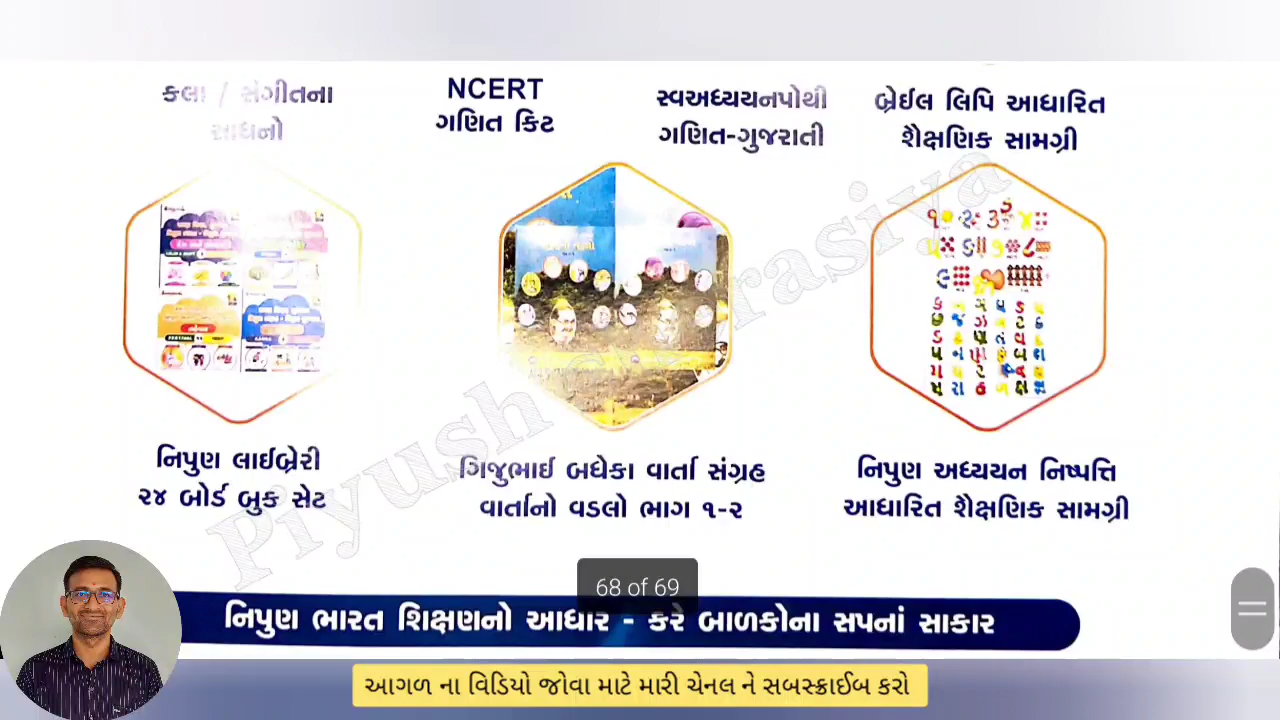 કલા / સંગીતના
સાધનો
NCERT
ગણિત કિટ
સ્વઅધ્યયનપોથી
ગણિત-ગુજરાતી
બ્રેઈલ લિપિ આધારિત
શૈક્ષણિક સામગ્રી
નિપુણ લાઈબ્રેરી
૨૪ બોર્ડ બુક સેટ
ગિજુભાઈ બધેકા વાર્તા સંગ્રહ
વાર્તાનો વડલો ભાગ ૧-૨
નિપુણ અધ્યયન નિષ્પત્તિ
આધારિત શૈક્ષણિક સામગ્રી
68 of 69
નિપુણ ભારત શિક્ષણનો આધાર - કરે બાળકોના સપનાં સાકાર
આગળ ના વિડિયો જોવા માટે મારી ચેનલ ને સબસ્ક્રાઈબ કરો